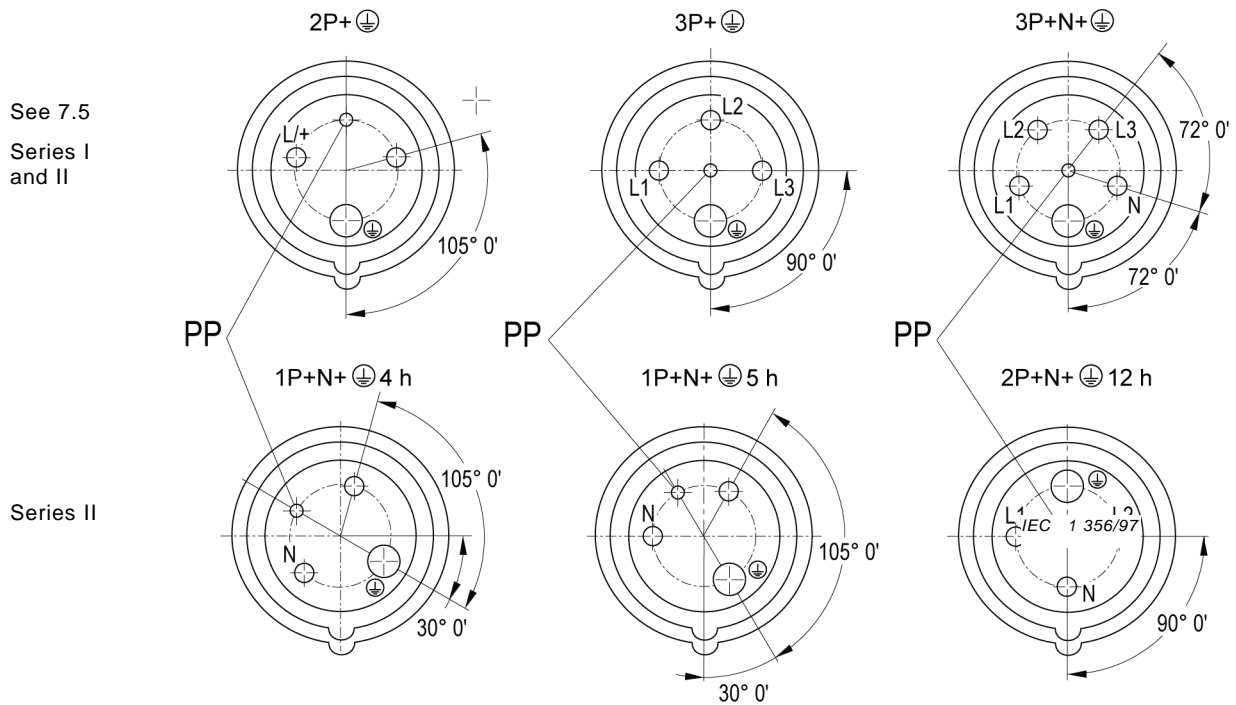 2P+⏚
3P+⏚
3P+N+⏚
See 7.5
Series I
and II
L/+
105° 0'
L2
L1
L3
90° 0'
L2
L3
L1
N
72° 0'
72° 0'
PP
PP
PP
1P+N+⏚ 4 h
1P+N+⏚ 5 h
2P+N+⏚ 12 h
Series II
N
105° 0'
30° 0'
N
105° 0'
30° 0'
L1
L2
IEC 1 356/97
N
90° 0'